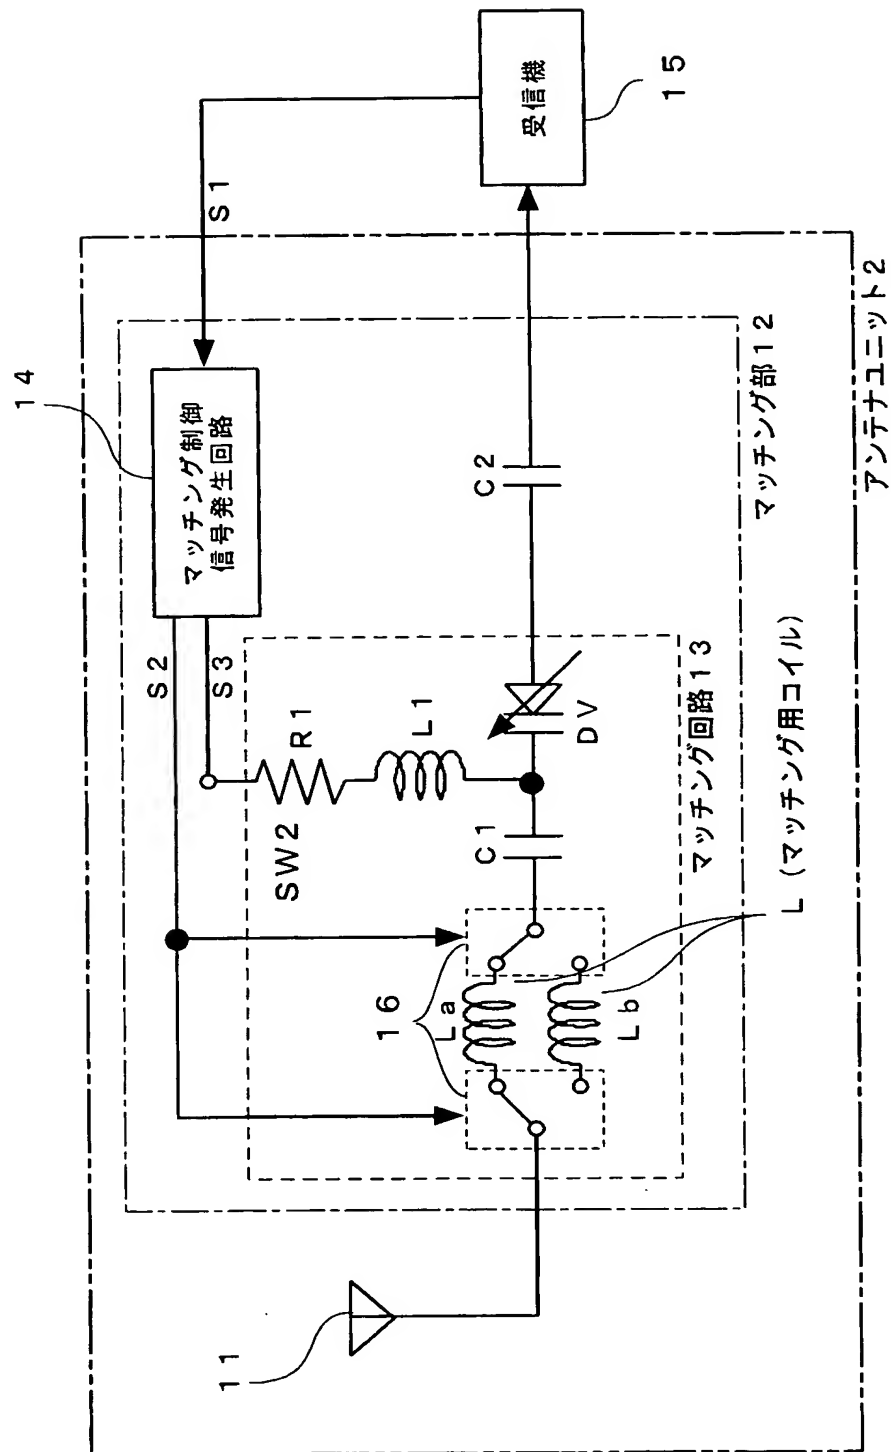 14
マッチング制御
信号発生回路
S1
S2
S3
受信機
15
R1
SW2
L1
C1
DV
C2
16
La
Lb
11
マッチング回路13
L (マッチング用コイル)
マッチング部12
アンテナユニット2